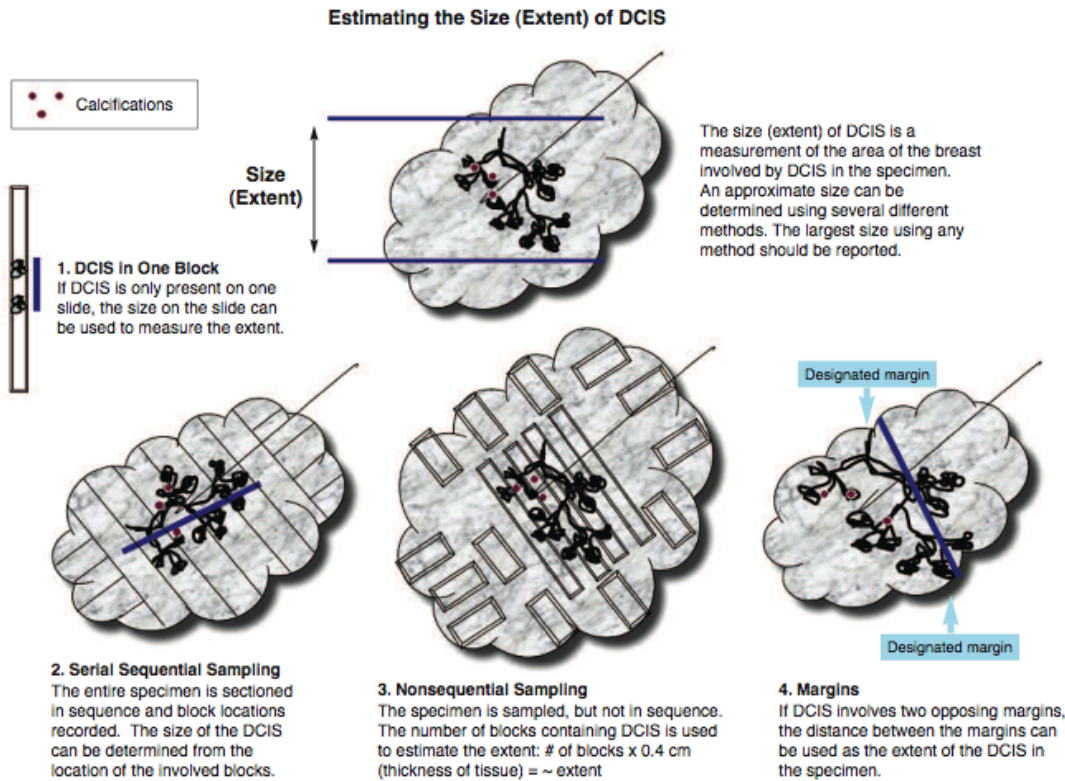 Estimating the Size (Extent) of DCIS
Calcifications
Size
(Extent)
The size (extent) of DCIS is a
measurement of the area of the breast
involved by DCIS in the specimen.
An approximate size can be
determined using several different
methods. The largest size using any
method should be reported.
1. DCIS in One Block
If DCIS is only present on one
slide, the size on the slide can
be used to measure the extent.
Designated margin
Designated margin
2. Serial Sequential Sampling
The entire specimen is sectioned
in sequence and block locations
recorded.  The size of the DCIS
can be determined from the
location of the involved blocks.
3. Nonsequential Sampling
The specimen is sampled, but not in sequence.
The number of blocks containing DCIS is used
to estimate the extent: # of blocks x 0.4 cm
(thickness of tissue) = ~ extent
4. Margins
If DCIS involves two opposing margins,
the distance between the margins can
be used as the extent of the DCIS in
the specimen.